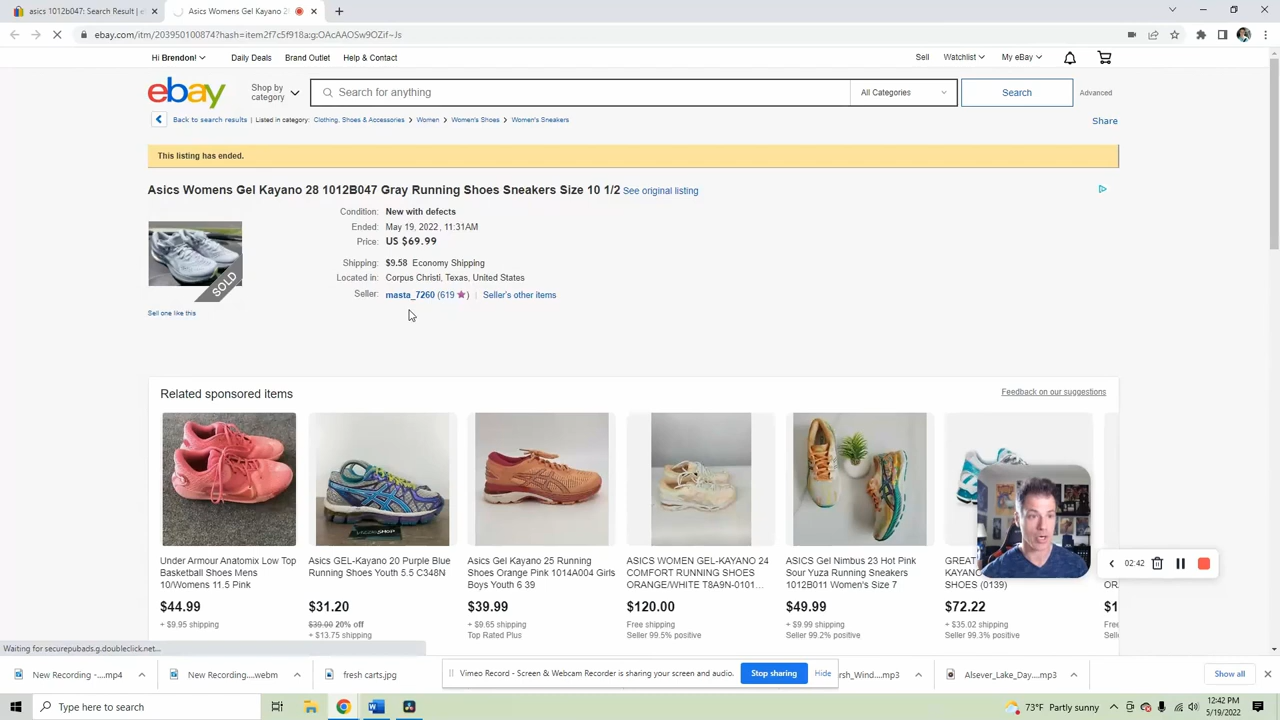 asics 1012b047: Search Result | e
Asics Womens Gel Kayano 2
ebay.com/itm/203950100874?hash=item2f7c5f918a:g:OAcAAOSw9OZif~Js
Hi Brendon!
Daily Deals
Brand Outlet
Help & Contact
Sell
Watchlist
My eBay
ebay
Shop by
category
Search for anything
All Categories
Search
Advanced
Back to search results | Listed in category: Clothing, Shoes & Accessories > Women > Women's Shoes > Women's Sneakers
Share
This listing has ended.
Asics Womens Gel Kayano 28 1012B047 Gray Running Shoes Sneakers Size 10 1/2 See original listing
SOLD
Condition: New with defects
Ended: May 19, 2022 , 11:31AM
Price: US $69.99
Shipping: $9.58 Economy Shipping
Located in: Corpus Christi, Texas, United States
Seller: masta_7260 (619 ★) | Seller's other items
Sell one like this
Related sponsored items
Feedback on our suggestions
Under Armour Anatomix Low Top
Basketball Shoes Mens
10/Womens 11.5 Pink
$44.99
+ $9.95 shipping
Asics GEL-Kayano 20 Purple Blue
Running Shoes Youth 5.5 C348N
$31.20
$39.00 20% off
+ $13.75 shipping
Asics Gel Kayano 25 Running
Shoes Orange Pink 1014A004 Girls
Boys Youth 6 39
$39.99
+ $9.65 shipping
Top Rated Plus
ASICS WOMEN GEL-KAYANO 24
COMFORT RUNNING SHOES
ORANGE/WHITE T8A9N-0101...
$120.00
Free shipping
Seller 99.5% positive
ASICS Gel Nimbus 23 Hot Pink
Sour Yuza Running Sneakers
1012B011 Women's Size 7
$49.99
+ $9.99 shipping
Seller 99.2% positive
GREAT
KAYANO
SHOES (0139)
$72.22
+ $35.02 shipping
Seller 99.3% positive
$1
Free
Sell
02:42
Waiting for securepubads.g.doubleclick.net...
New Recording -....mp4
New Recording....webm
fresh carts.jpg
Vimeo Record - Screen & Webcam Recorder is sharing your screen and audio.
Stop sharing
Hide
rsh_Wind....mp3
Alsever_Lake_Day....mp3
Show all
Type here to search
73°F Partly sunny
12:42 PM
5/19/2022